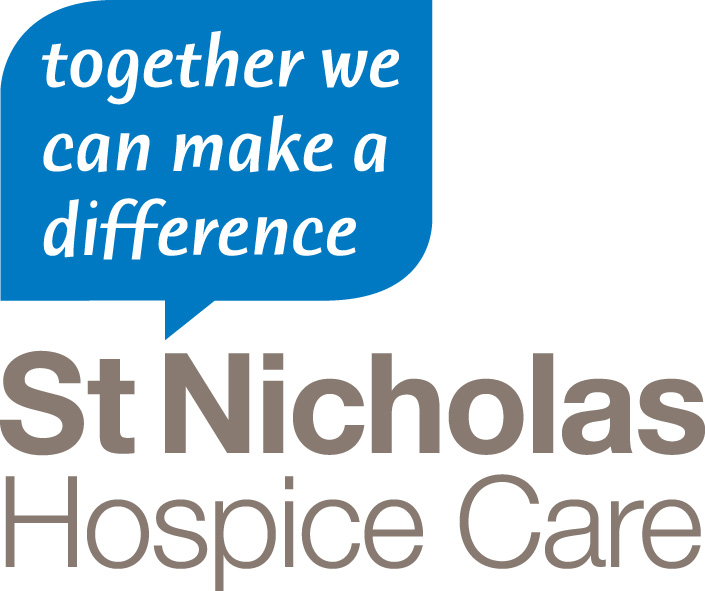 together we
can make a
difference
St Nicholas
Hospice Care